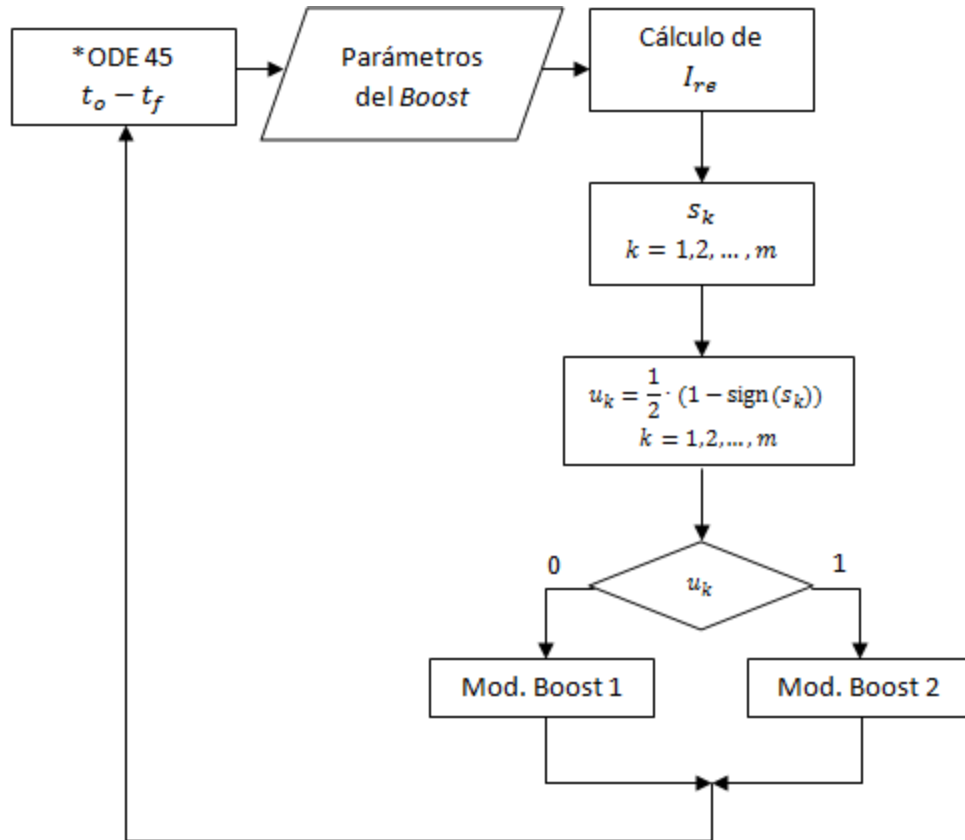 *ODE 45
t_o − t_f
Parámetros
del Boost
Cálculo de
I_re
s_k
k = 1,2, … , m
u_k = 1/2 · (1 − sign (s_k))
k = 1,2, … , m
0
u_k
1
Mod. Boost 1
Mod. Boost 2